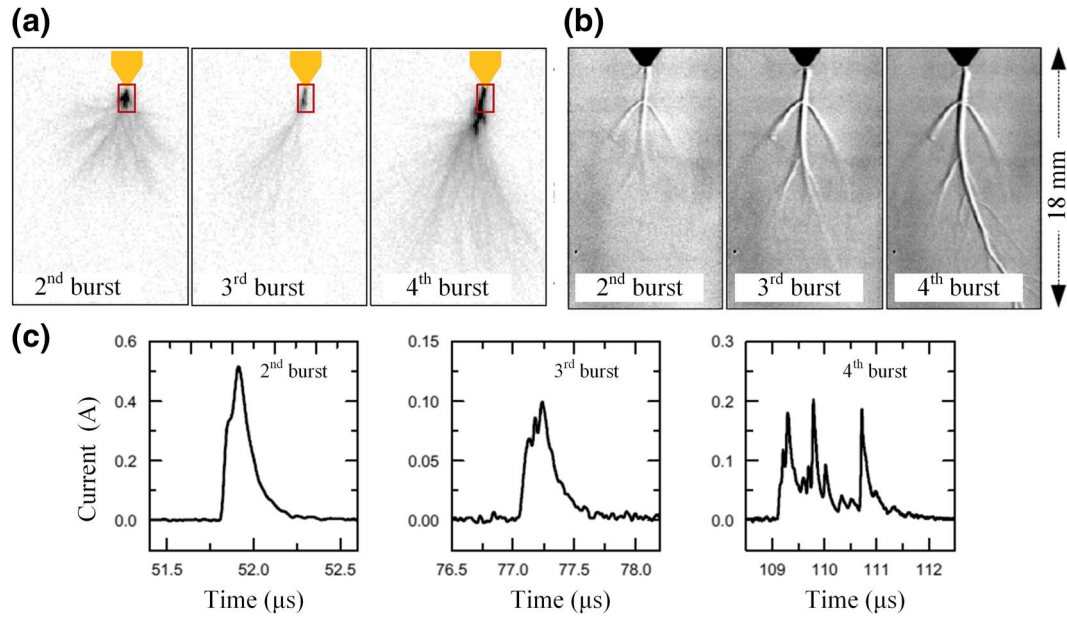 (a)
2nd burst
3rd burst
4th burst
(b)
2nd burst
3rd burst
4th burst
18 mm
(c)
Current (A)
0.6
0.4
0.2
0.0
2nd burst
51.5
52.0
52.5
Time (μs)
0.15
0.10
0.05
0.00
3rd burst
76.5
77.0
77.5
78.0
Time (μs)
0.3
0.2
0.1
0.0
4th burst
109
110
111
112
Time (μs)